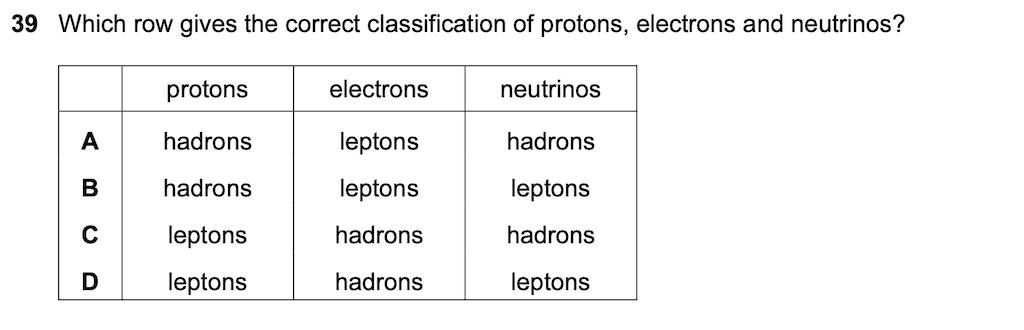 39 Which row gives the correct classification of protons, electrons and neutrinos?
protons electrons neutrinos
A hadrons leptons hadrons
B hadrons leptons leptons
C leptons hadrons hadrons
D leptons hadrons leptons